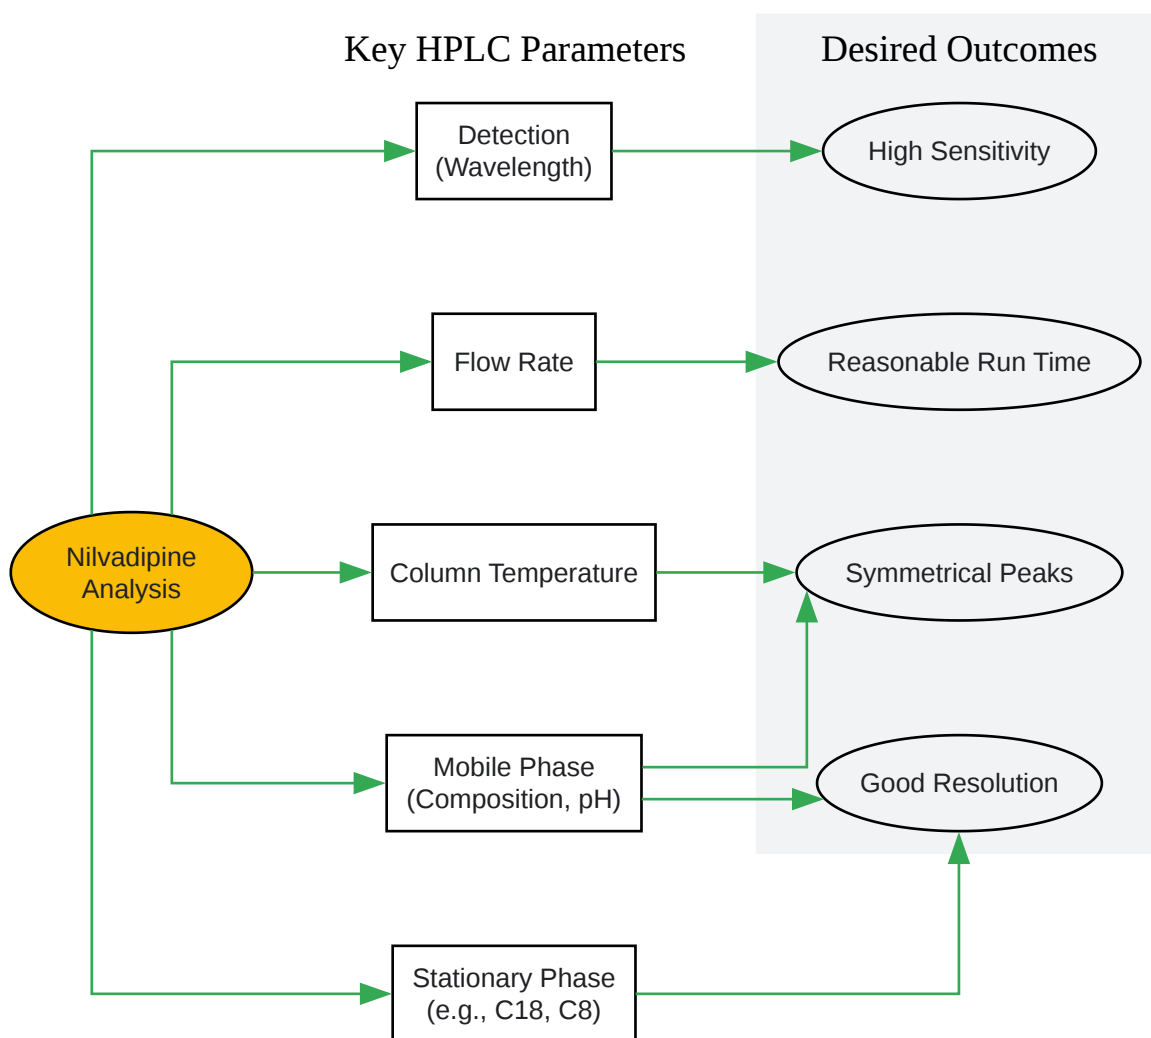 Key HPLC Parameters
Desired Outcomes
Detection
(Wavelength)
High Sensitivity
Flow Rate
Reasonable Run Time
Nilvadipine
Analysis
Column Temperature
Symmetrical Peaks
Mobile Phase
(Composition, pH)
Good Resolution
Stationary Phase
(e.g., C18, C8)